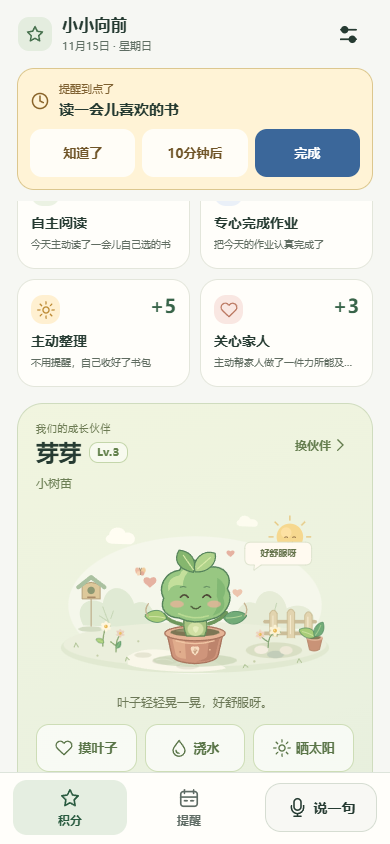 小小向前
11月15日 · 星期日
提醒到点了
读一会儿喜欢的书
知道了
10分钟后
完成
自主阅读
今天主动读了一会儿自己选的书
专心完成作业
把今天的作业认真完成了
+5
主动整理
不用提醒，自己收好了书包
+3
关心家人
主动帮家人做了一件力所能及...
我们的成长伙伴
芽芽 Lv.3
换伙伴
小树苗
好舒服呀
叶子轻轻晃一晃，好舒服呀。
摸叶子
浇水
晒太阳
积分
提醒
说一句